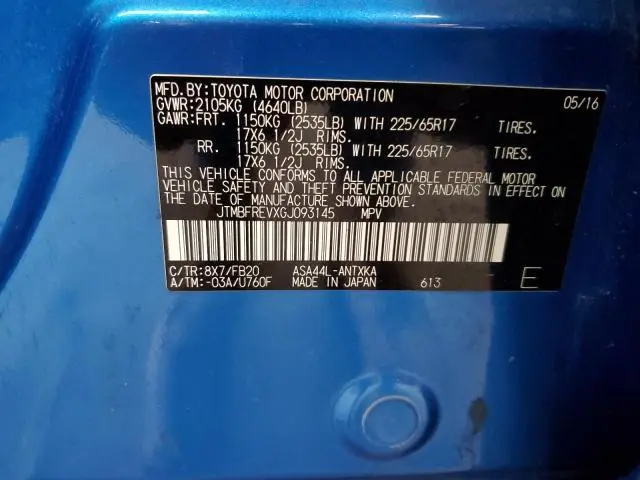 MFD.BY:TOYOTA MOTOR CORPORATION 05/16
GVWR:2105KG (4640LB)
GAWR:FRT. 1150KG (2535LB) WITH 225/65R17 TIRES.
17X6 1/2J RIMS.
RR. 1150KG (2535LB) WITH 225/65R17 TIRES.
17X6 1/2J RIMS.
THIS VEHICLE CONFORMS TO ALL APPLICABLE FEDERAL MOTOR
VEHICLE SAFETY AND THEFT PREVENTION STANDARDS IN EFFECT ON
THE DATE OF MANUFACTURE SHOWN ABOVE.
JTMBFREVXGJ093145 MPV
C/TR:8X7/FB20 ASA44L-ANTXKA
A/TM:-03A/U760F MADE IN JAPAN 613 E